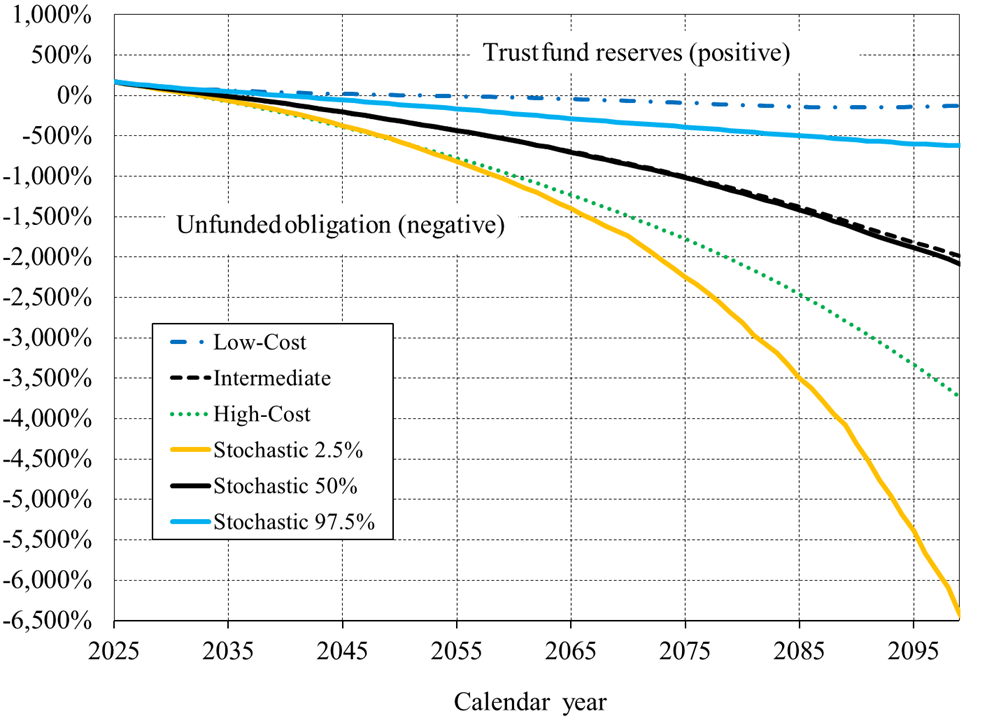 1,000%
500%
0%
-500%
-1,000%
-1,500%
-2,000%
-2,500%
-3,000%
-3,500%
-4,000%
-4,500%
-5,000%
-5,500%
-6,000%
-6,500%
Trust fund reserves (positive)
Unfunded obligation (negative)
Low-Cost
Intermediate
High-Cost
Stochastic 2.5%
Stochastic 50%
Stochastic 97.5%
2025 2035 2045 2055 2065 2075 2085 2095
Calendar year